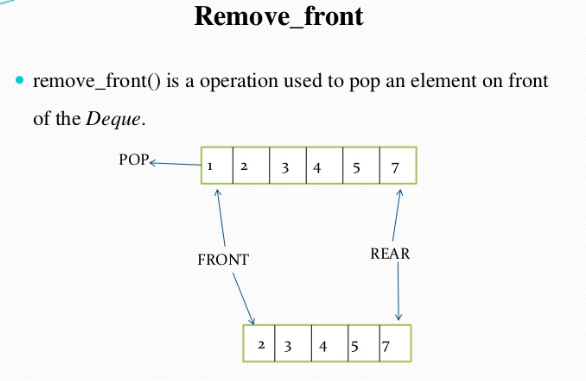 Remove_front
• remove_front() is a operation used to pop an element on front
of the Deque.
POP
1 2 3 4 5 7
FRONT
REAR
2 3 4 5 7